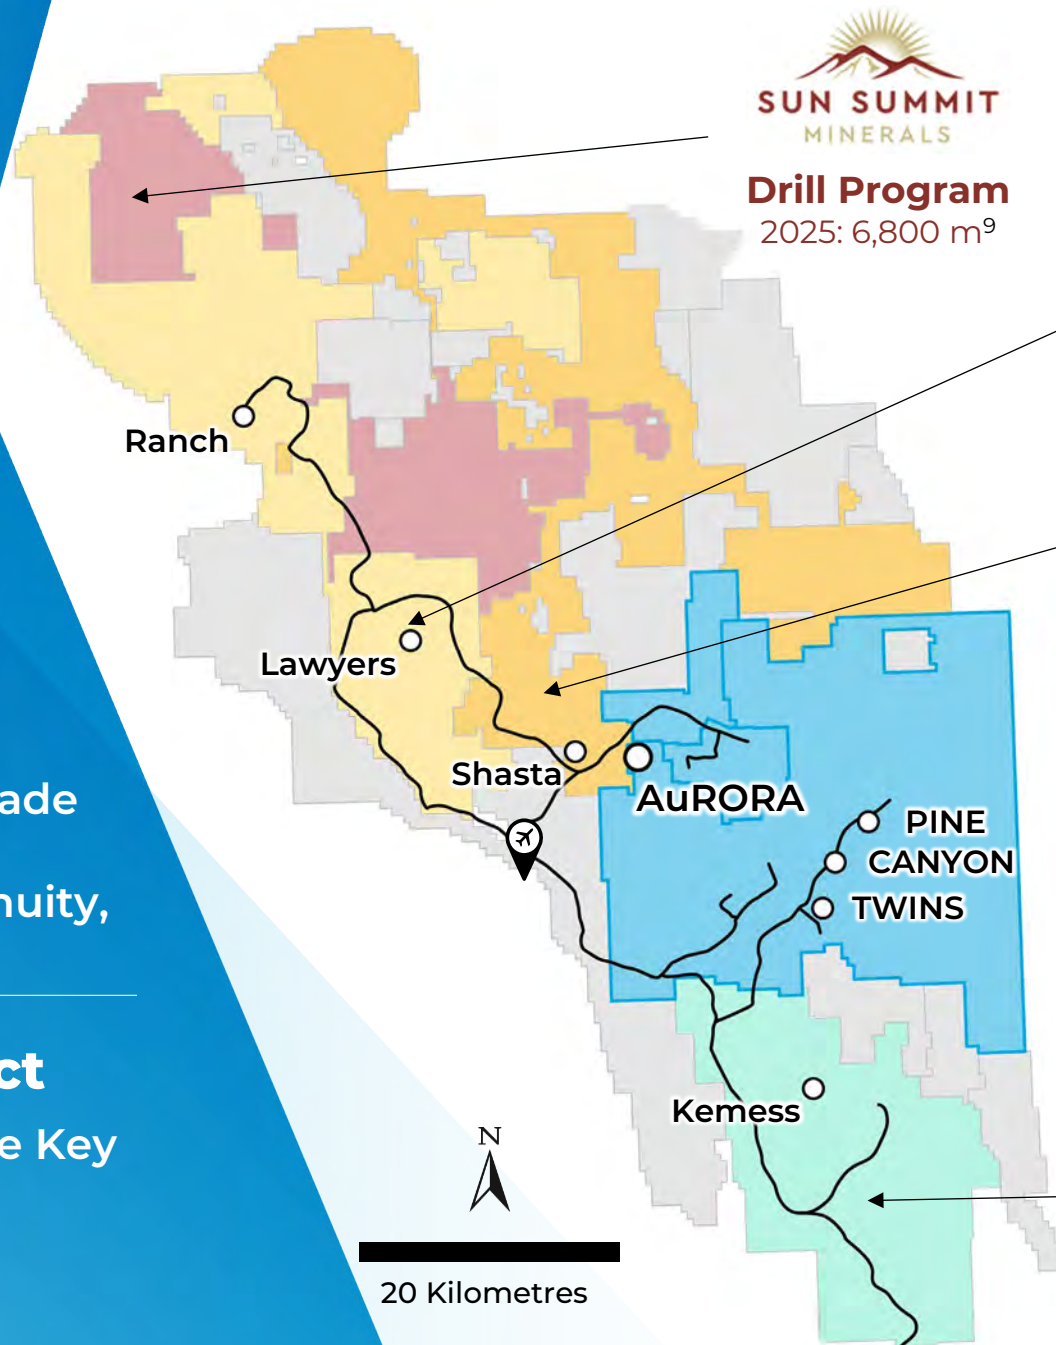 SUN SUMMIT
MINERALS
Drill Program
2025: 6,800 m⁹
Ranch
Lawyers
Shasta
AuRORA
PINE
CANYON
TWINS
ade
nuity,
ct
e Key
Kemess
N
20 Kilometres